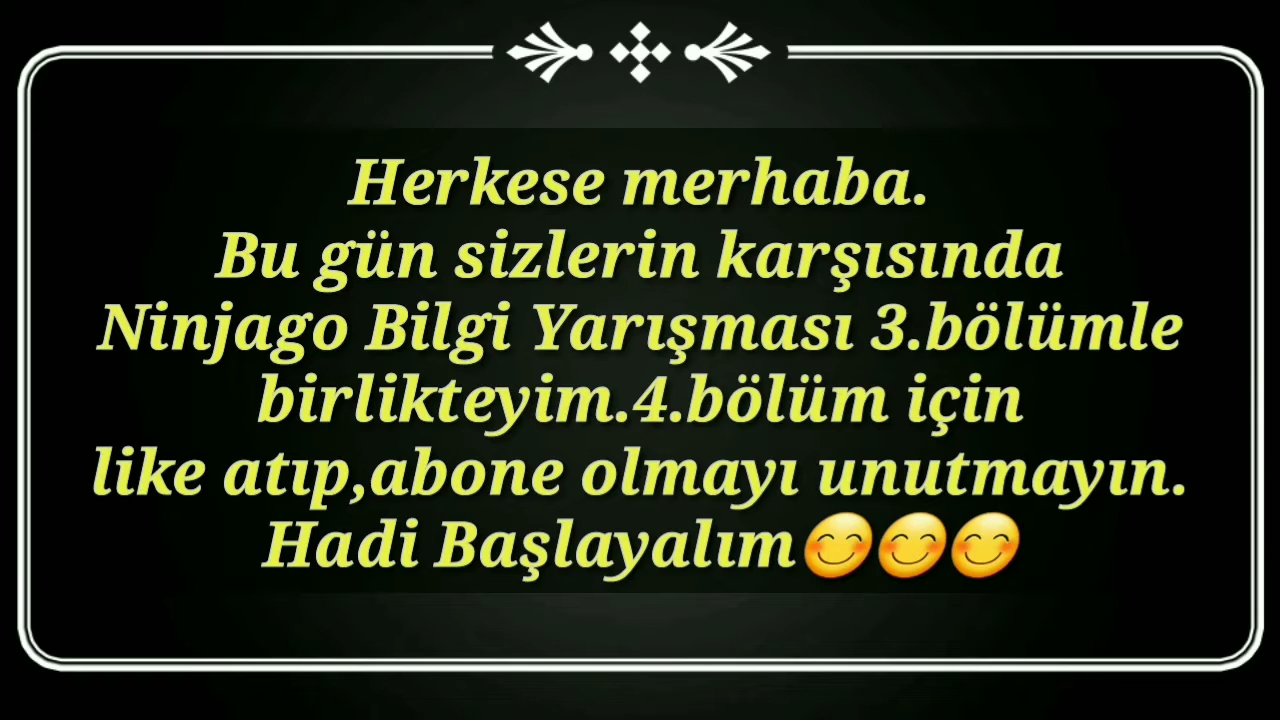 Herkese merhaba.
Bu gün sizlerin karşısında
Ninjago Bilgi Yarışması 3.bölümle
birlikteyim.4.bölüm için
like atıp,abone olmayı unutmayın.
Hadi Başlayalım😊😊😊